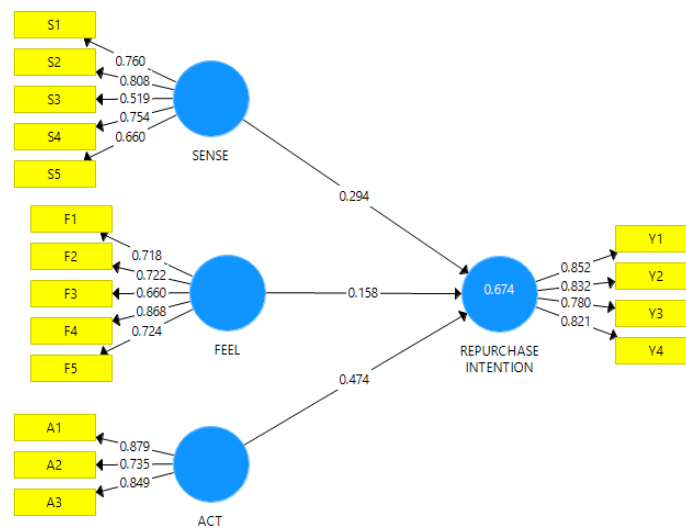 S1
S2
S3
S4
S5
0.760
0.808
0.519
0.754
0.660
SENSE
0.294
F1
F2
F3
F4
F5
0.718
0.722
0.660
0.868
0.724
FEEL
0.158
A1
A2
A3
0.879
0.735
0.849
ACT
0.474
0.674
REPURCHASE
INTENTION
0.852
0.832
0.780
0.821
Y1
Y2
Y3
Y4